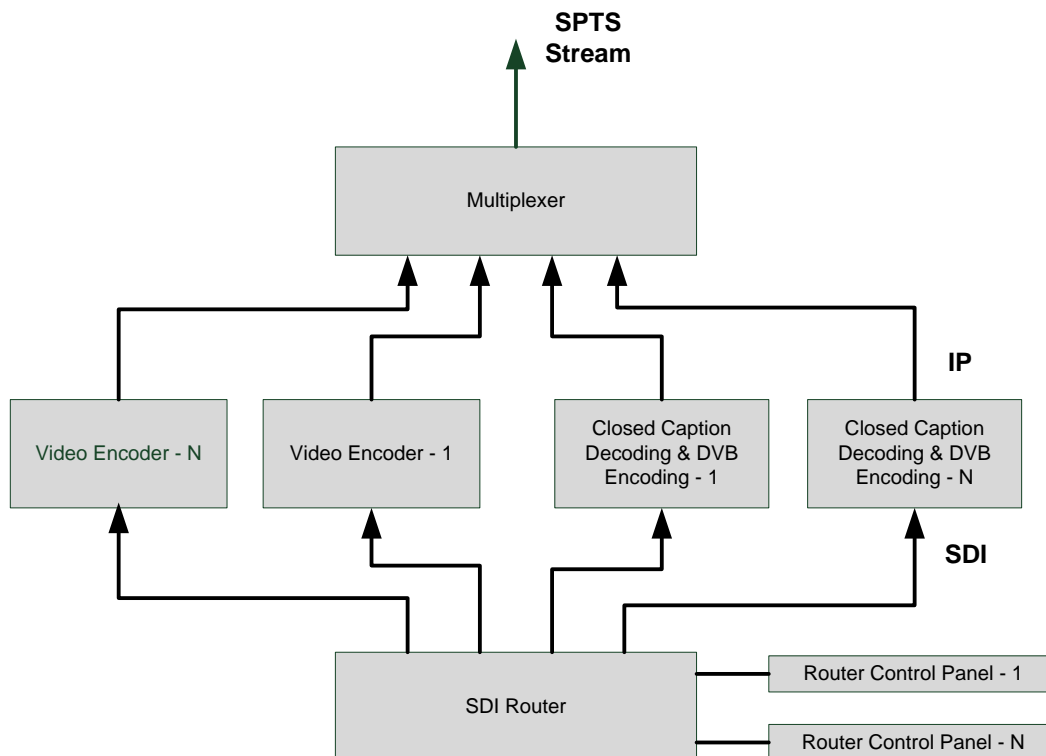 SPTS
Stream
Multiplexer
IP
Video Encoder - N
Video Encoder - 1
Closed Caption
Decoding & DVB
Encoding - 1
Closed Caption
Decoding & DVB
Encoding - N
SDI
SDI Router
Router Control Panel - 1
Router Control Panel - N